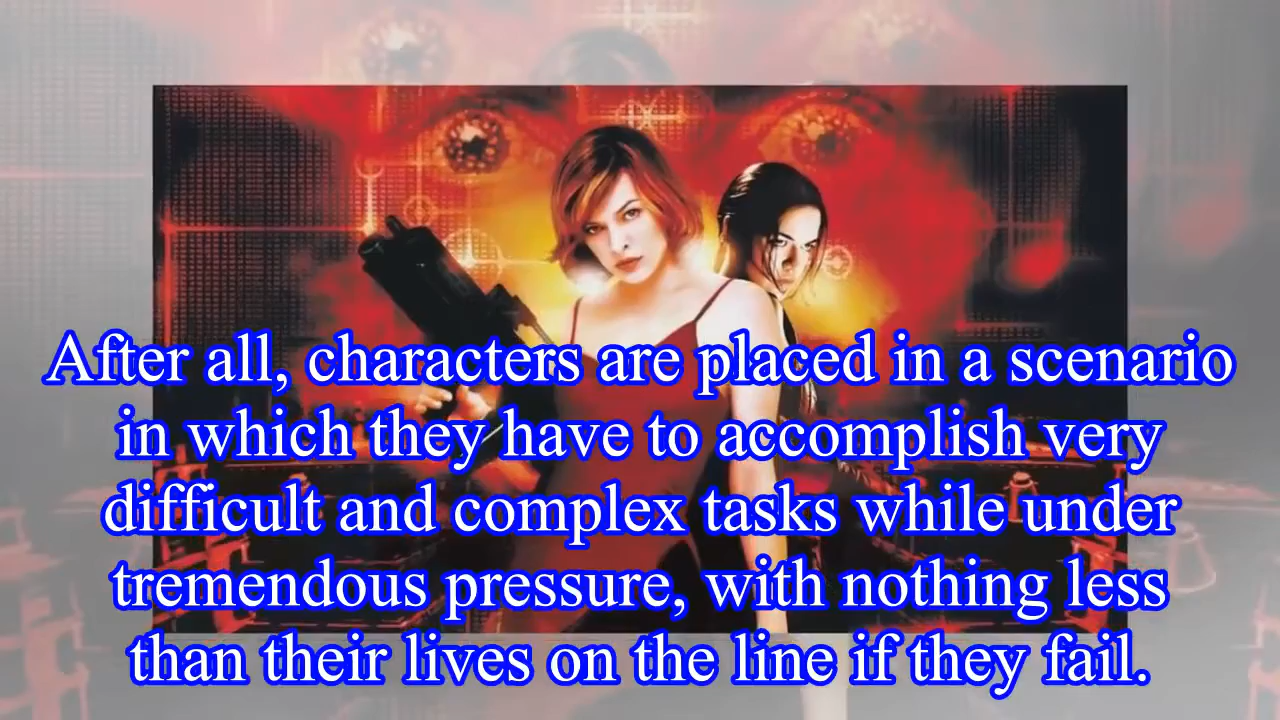 After all, characters are placed in a scenario
in which they have to accomplish very
difficult and complex tasks while under
tremendous pressure, with nothing less
than their lives on the line if they fail.